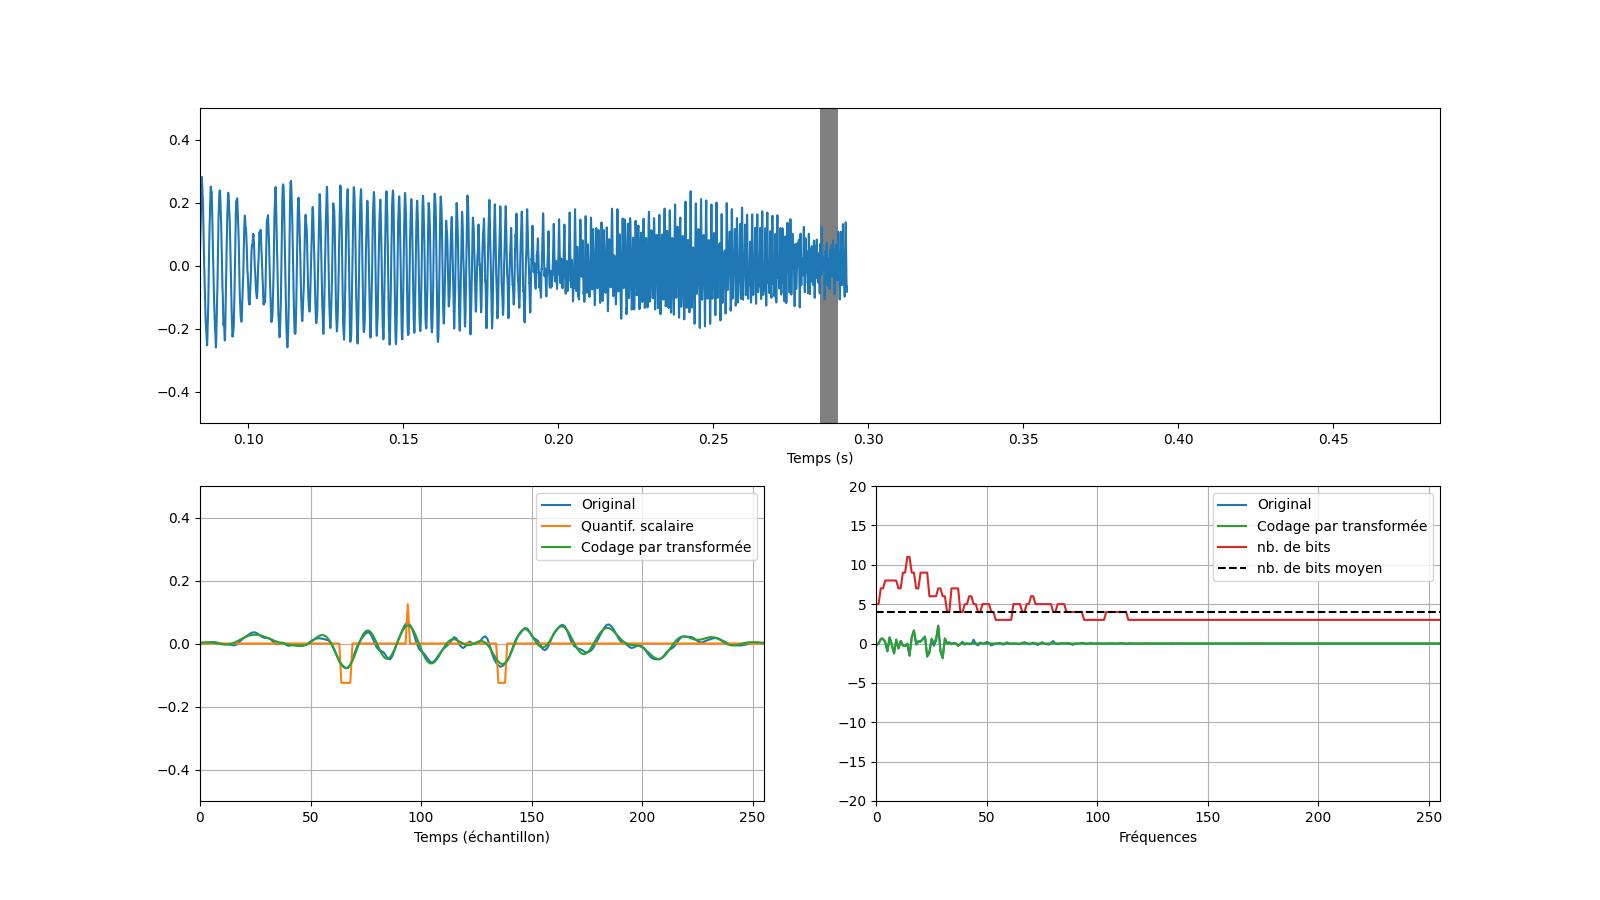 0.4
0.2
0.0
−0.2
−0.4
0.10 0.15 0.20 0.25 0.30 0.35 0.40 0.45
Temps (s)
0.4
0.2
0.0
−0.2
−0.4
0 50 100 150 200 250
Temps (échantillon)
Original
Quantif. scalaire
Codage par transformée
20
15
10
5
0
−5
−10
−15
−20
0 50 100 150 200 250
Fréquences
Original
Codage par transformée
nb. de bits
nb. de bits moyen